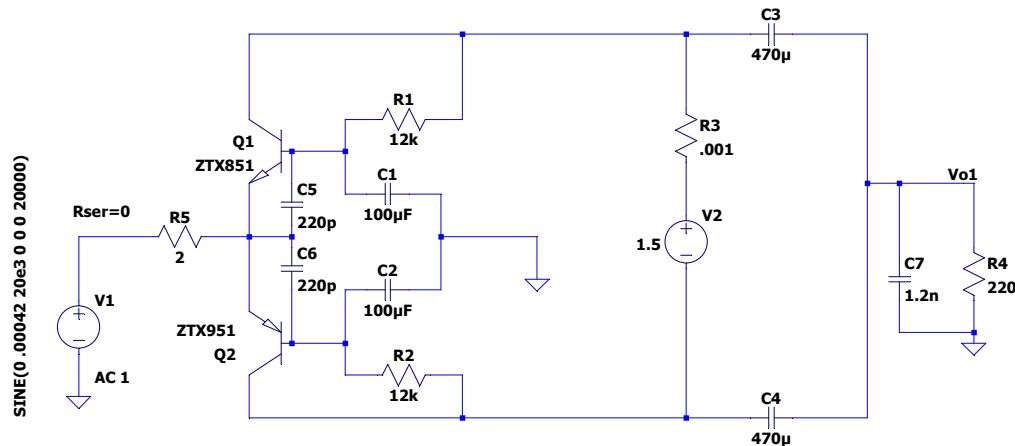 C3
470µ
R1
12k
Q1
ZTX851
R3
.001
C1
100µF
C5
220p
Vo1
Rser=0
R5
2
V2
1.5
C6
220p
C2
100µF
C7
1.2n
R4
220
V1
ZTX951
Q2
AC 1
R2
12k
C4
470µ
SINE(0 .00042 20e3 0 0 0 20000)